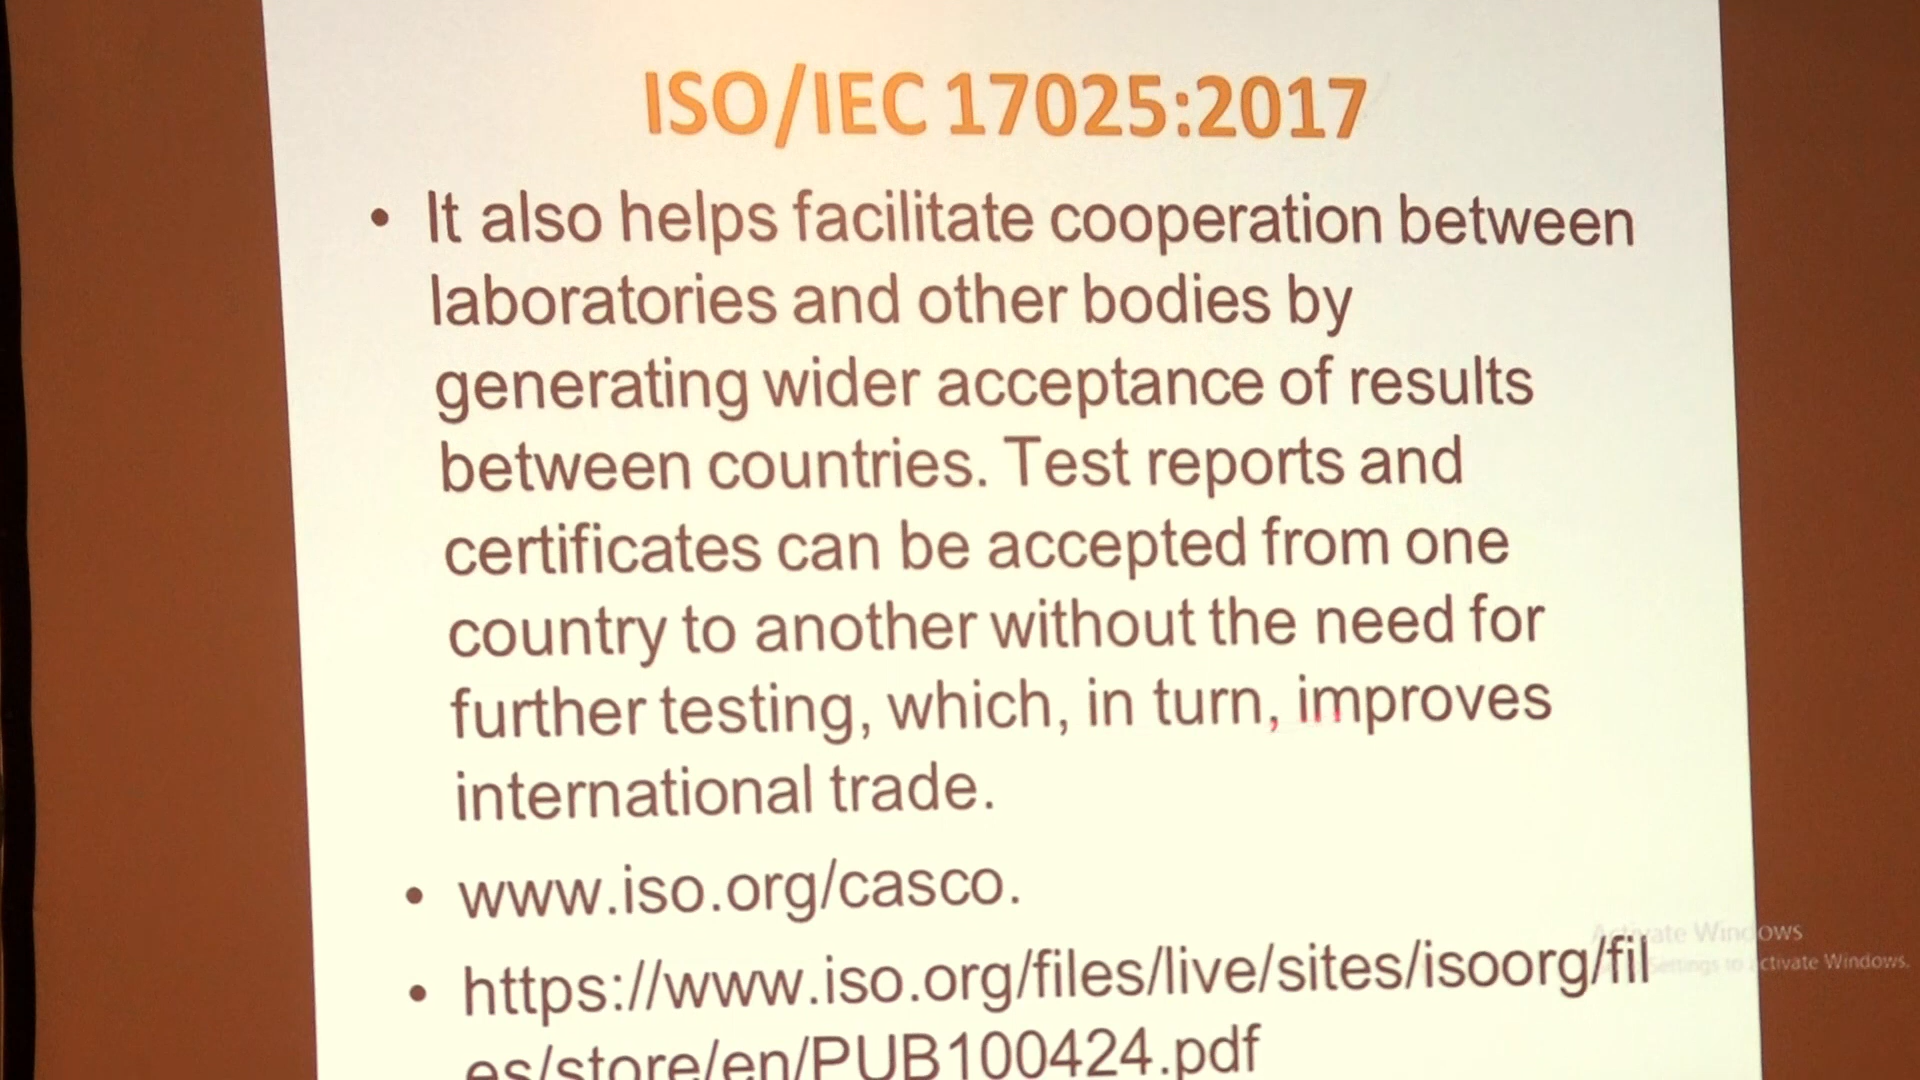 ISO/IEC 17025:2017
• It also helps facilitate cooperation between
laboratories and other bodies by
generating wider acceptance of results
between countries. Test reports and
certificates can be accepted from one
country to another without the need for
further testing, which, in turn, improves
international trade.
• www.iso.org/casco.
• https://www.iso.org/files/live/sites/isoorg/fil
es/store/en/PUB100424.pdf
Activate Windows
Settings to activate Windows.